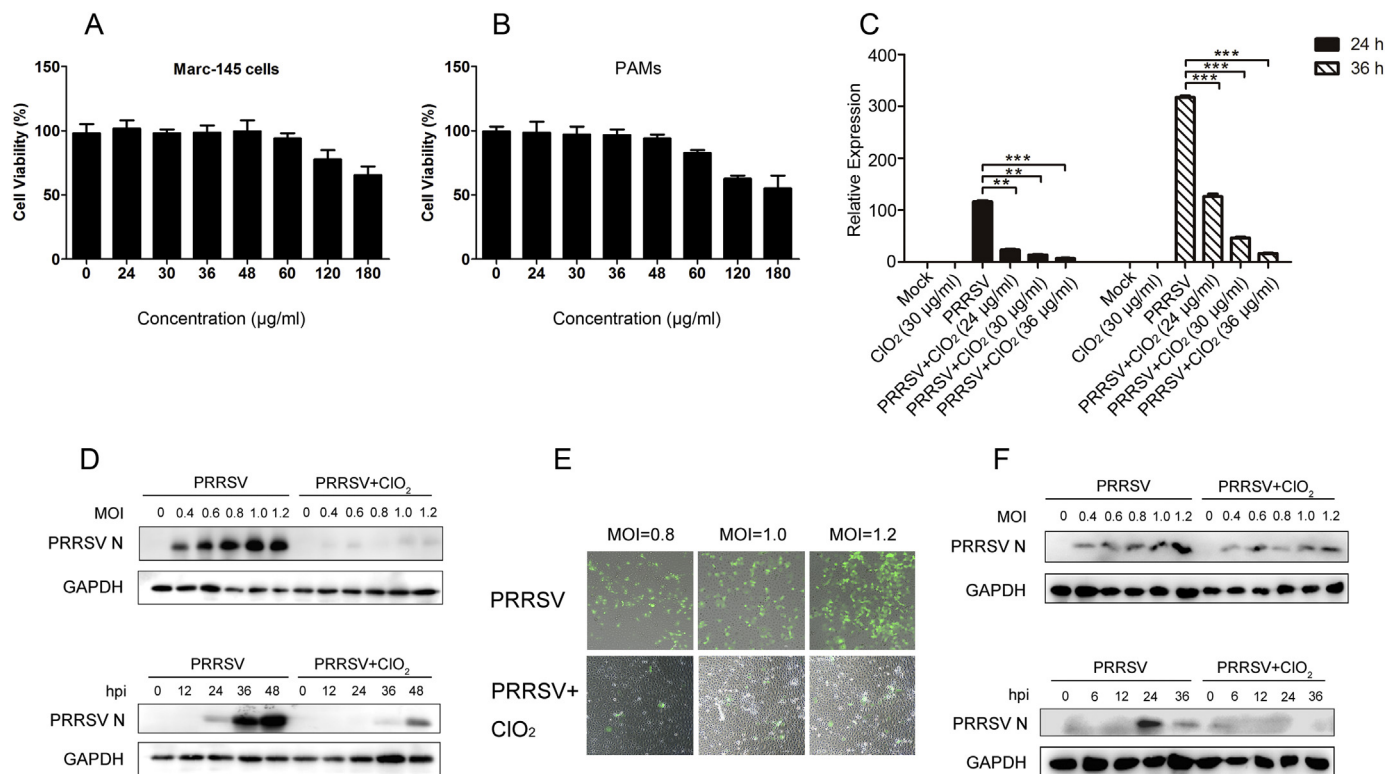 A
Marc-145 cells
Cell Viability (%)
150
100
50
0
0 24 30 36 48 60 120 180
Concentration (µg/ml)
B
PAMs
Cell Viability (%)
150
100
50
0
0 24 30 36 48 60 120 180
Concentration (µg/ml)
C
24 h
36 h
Relative Expression
400
300
200
100
0
***
**
**
***
***
***
Mock
ClO₂ (30 µg/ml)
PRRSV
PRRSV+ClO₂ (24 µg/ml)
PRRSV+ClO₂ (30 µg/ml)
PRRSV+ClO₂ (36 µg/ml)
Mock
ClO₂ (30 µg/ml)
PRRSV
PRRSV+ClO₂ (24 µg/ml)
PRRSV+ClO₂ (30 µg/ml)
PRRSV+ClO₂ (36 µg/ml)
D
PRRSV PRRSV+ClO₂
MOI 0 0.4 0.6 0.8 1.0 1.2 0 0.4 0.6 0.8 1.0 1.2
PRRSV N
GAPDH
PRRSV PRRSV+ClO₂
hpi 0 12 24 36 48 0 12 24 36 48
PRRSV N
GAPDH
E
MOI=0.8 MOI=1.0 MOI=1.2
PRRSV
PRRSV+
ClO₂
F
PRRSV PRRSV+ClO₂
MOI 0 0.4 0.6 0.8 1.0 1.2 0 0.4 0.6 0.8 1.0 1.2
PRRSV N
GAPDH
PRRSV PRRSV+ClO₂
hpi 0 6 12 24 36 0 6 12 24 36
PRRSV N
GAPDH